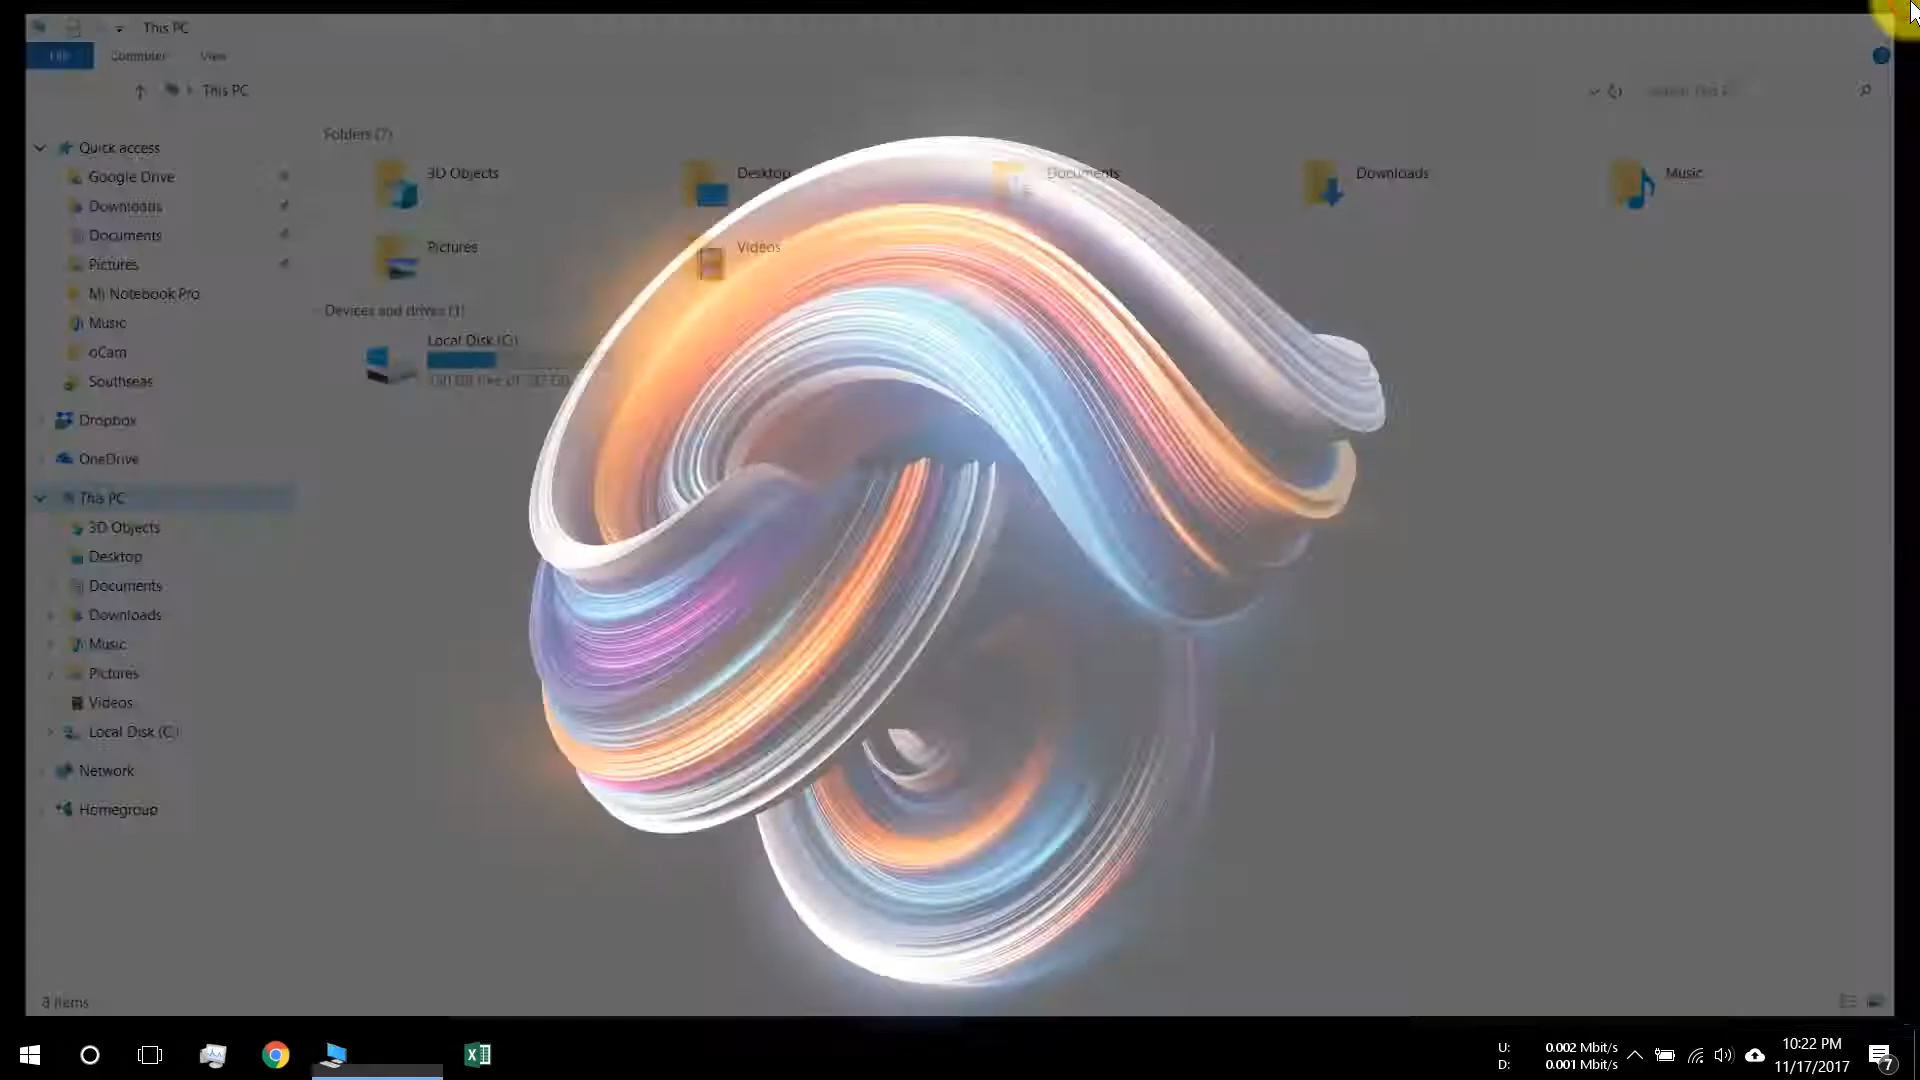 This PC
File
Computer
View
This PC
Folders (7)
Quick access
Google Drive
Downloads
Documents
Pictures
Mi Notebook Pro
Music
oCam
Southseas
Dropbox
OneDrive
This PC
3D Objects
Desktop
Documents
Downloads
Music
Pictures
Videos
Local Disk (C:)
Network
Homegroup
3D Objects
Desktop
Documents
Downloads
Music
Pictures
Videos
Devices and drives (1)
Local Disk (C:)
8 items
U: 0.002 Mbit/s
D: 0.001 Mbit/s
10:22 PM
11/17/2017
7